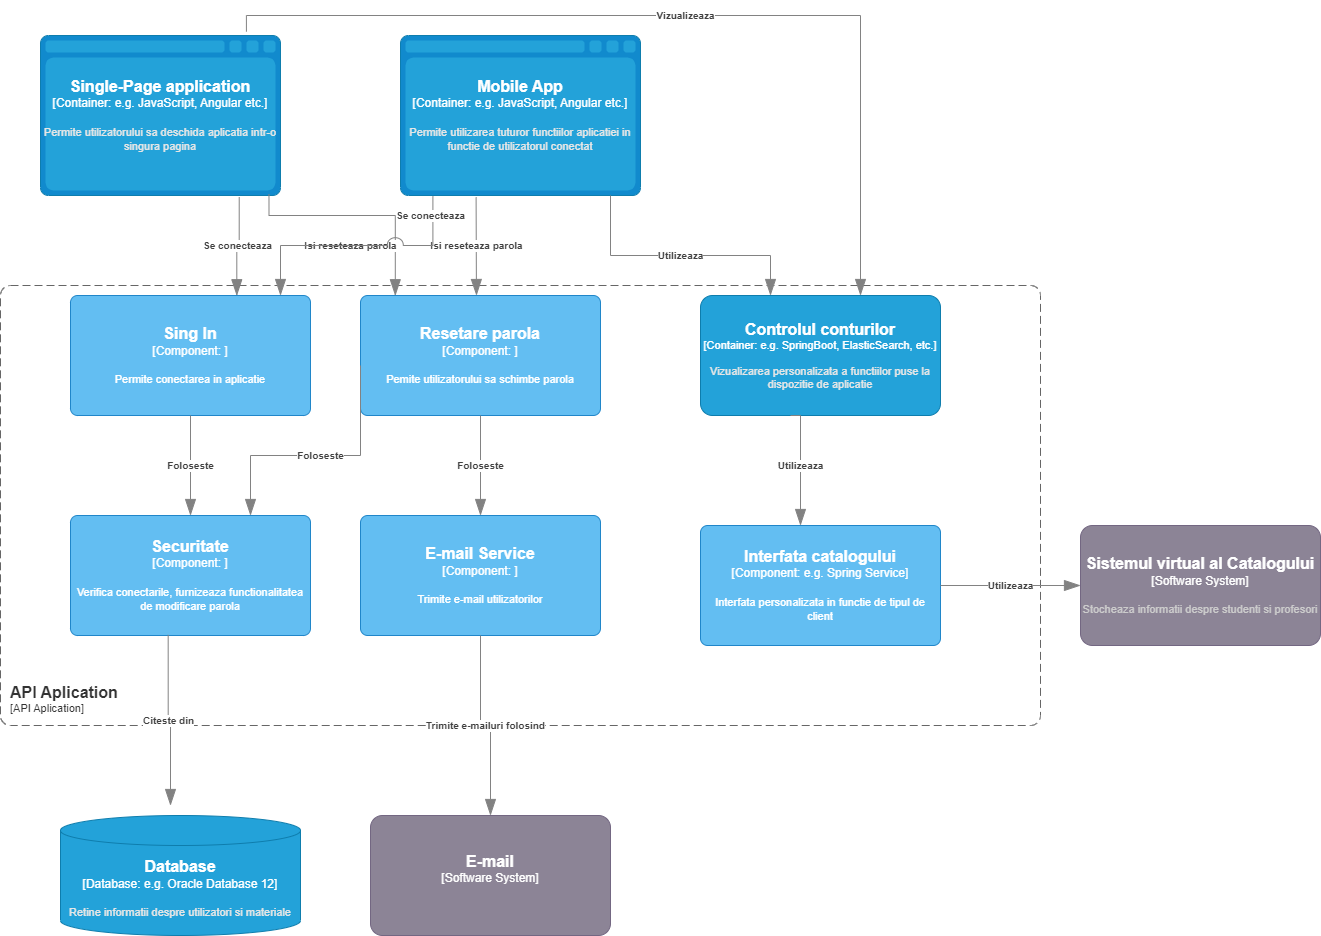 Vizualizeaza
Single-Page application
[Container: e.g. JavaScript, Angular etc.]
Permite utilizatorului sa deschida aplicatia intr-o
singura pagina
Mobile App
[Container: e.g. JavaScript, Angular etc.]
Permite utilizarea tuturor functiilor aplicatiei in
functie de utilizatorul conectat
Se conecteaza
Se conecteaza
Isi reseteaza parola
Isi reseteaza parola
Utilizeaza
Sing In
[Component: ]
Permite conectarea in aplicatie
Resetare parola
[Component: ]
Pemite utilizatorului sa schimbe parola
Controlul conturilor
[Container: e.g. SpringBoot, ElasticSearch, etc.]
Vizualizarea personalizata a functiilor puse la
dispozitie de aplicatie
Foloseste
Foloseste
Foloseste
Utilizeaza
Securitate
[Component: ]
Verifica conectarile, furnizeaza functionalitatea
de modificare parola
E-mail Service
[Component: ]
Trimite e-mail utilizatorilor
Interfata catalogului
[Component: e.g. Spring Service]
Interfata personalizata in functie de tipul de
client
Utilizeaza
Sistemul virtual al Catalogului
[Software System]
Stocheaza informatii despre studenti si profesori
API Aplication
[API Aplication]
Citeste din
Trimite e-mailuri folosind
Database
[Database: e.g. Oracle Database 12]
Retine informatii despre utilizatori si materiale
E-mail
[Software System]